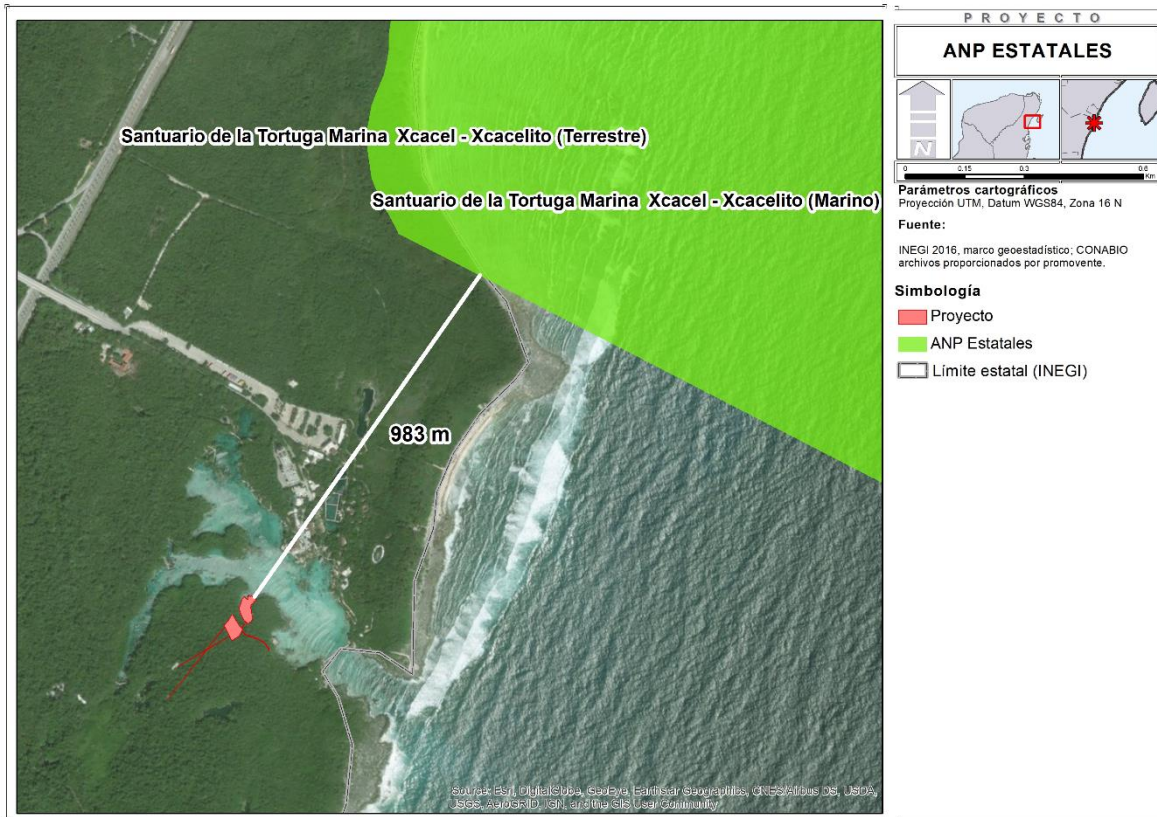 Santuario de la Tortuga Marina Xcacel - Xcacelito (Terrestre)
Santuario de la Tortuga Marina Xcacel - Xcacelito (Marino)
983 m
Source: Esri, DigitalGlobe, GeoEye, Earthstar Geographics, CNES/Airbus DS, USDA,
USGS, AeroGRID, IGN, and the GIS User Community
PROYECTO
ANP ESTATALES
N
0 0.15 0.3 0.6
Km
Parámetros cartográficos
Proyección UTM, Datum WGS84, Zona 16 N
Fuente:
INEGI 2016, marco geoestadístico; CONABIO
archivos proporcionados por promovente.
Simbología
Proyecto
ANP Estatales
Límite estatal (INEGI)